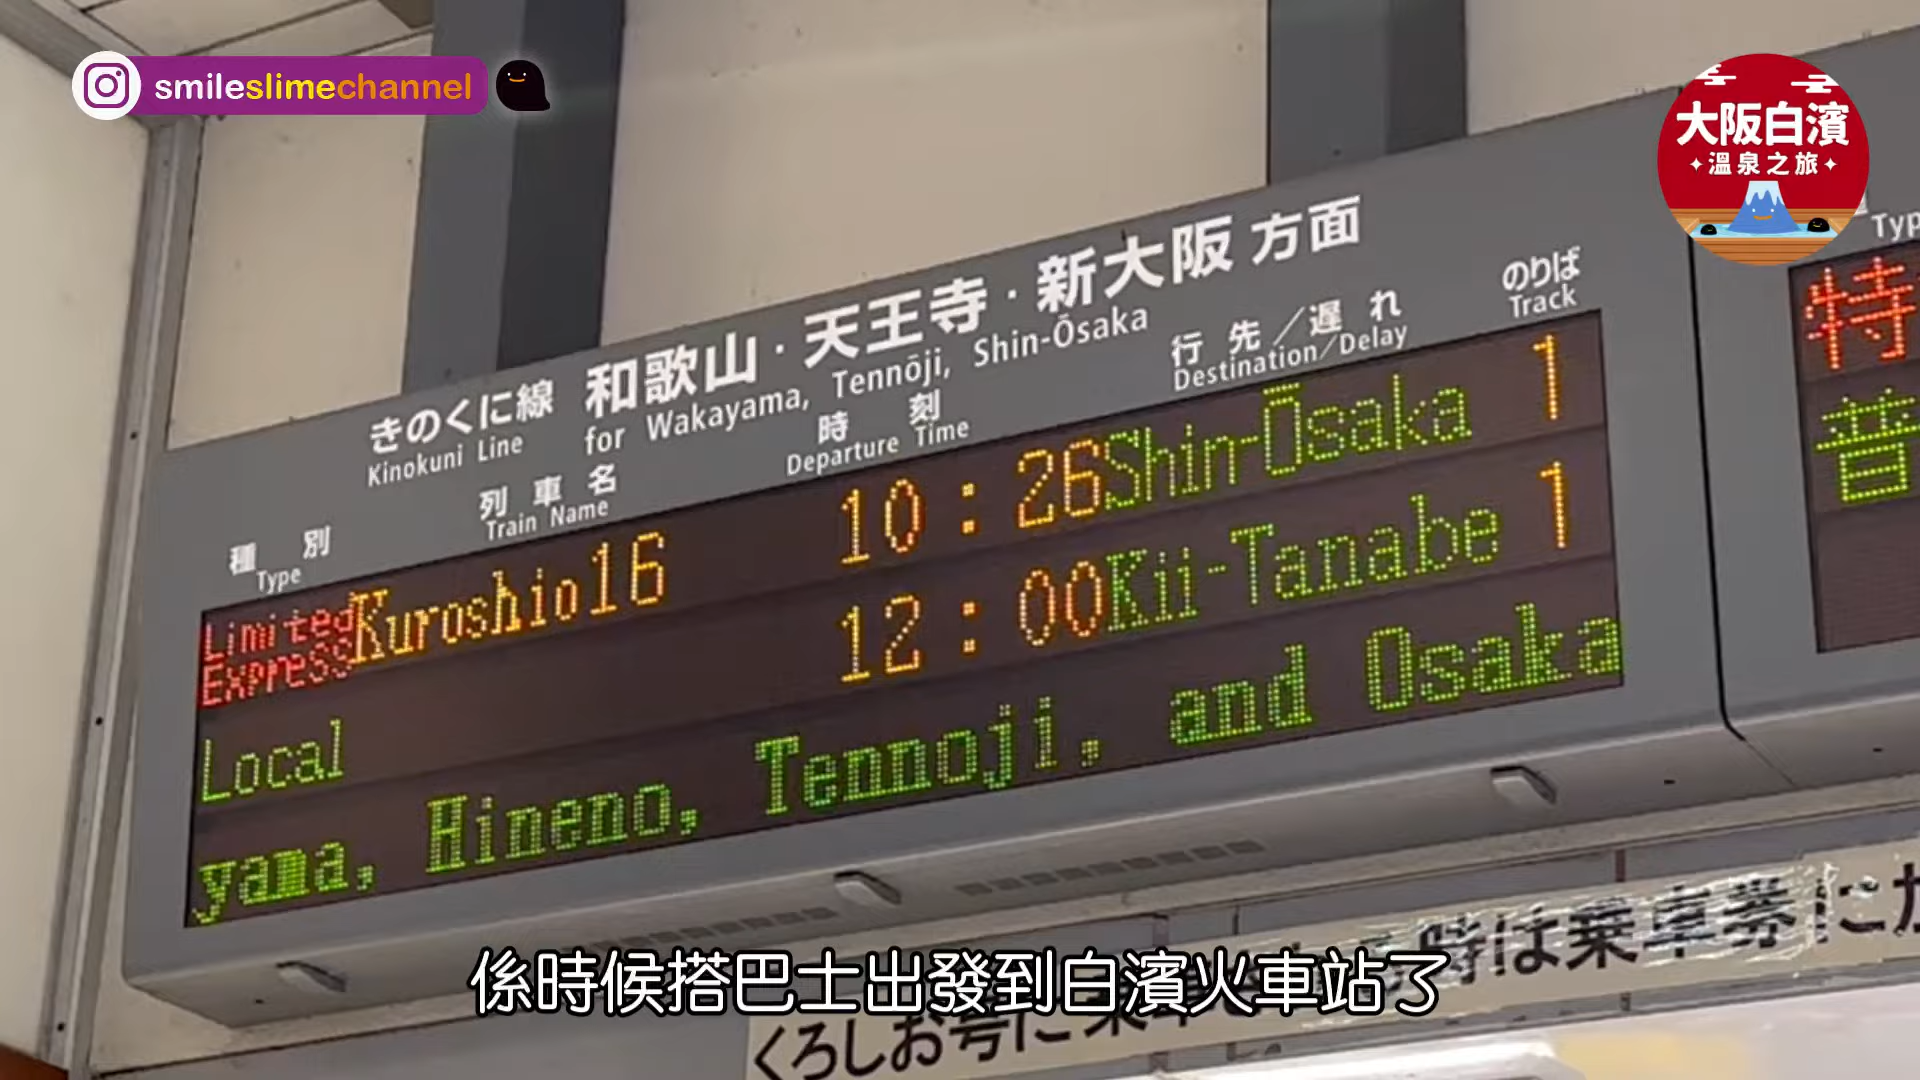 smileslimechannel
大阪白濱
溫泉之旅
きのくに線 和歌山・天王寺・新大阪方面
Kinokuni Line for Wakayama, Tennōji, Shin-Ōsaka
種別 列車名 時刻 行先/遅れ のりば
Type Train Name Departure Time Destination/Delay Track
Limited Express Kuroshio16 10:26 Shin-Ōsaka 1
Local 12:00 Kii-Tanabe 1
yama, Hineno, Tennoji, and Osaka
Typ
特
普
時は乗車券に
くろしお号に
係時候搭巴士出發到白濱火車站了